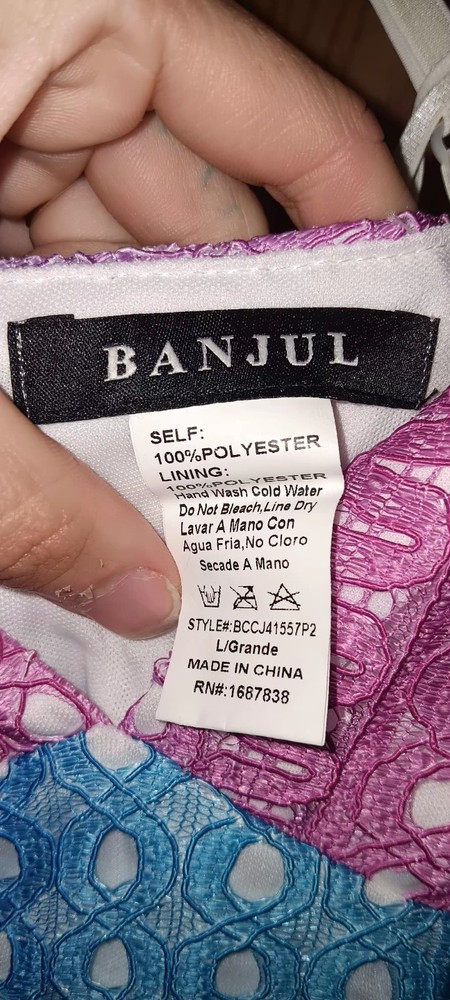 BANJUL
SELF:
100%POLYESTER
LINING:
100%POLYESTER
Hand Wash Cold Water
Do Not Bleach,Line Dry
Lavar A Mano Con
Agua Fria,No Cloro
Secade A Mano
STYLE#:BCCJ41557P2
L/Grande
MADE IN CHINA
RN#:1687838